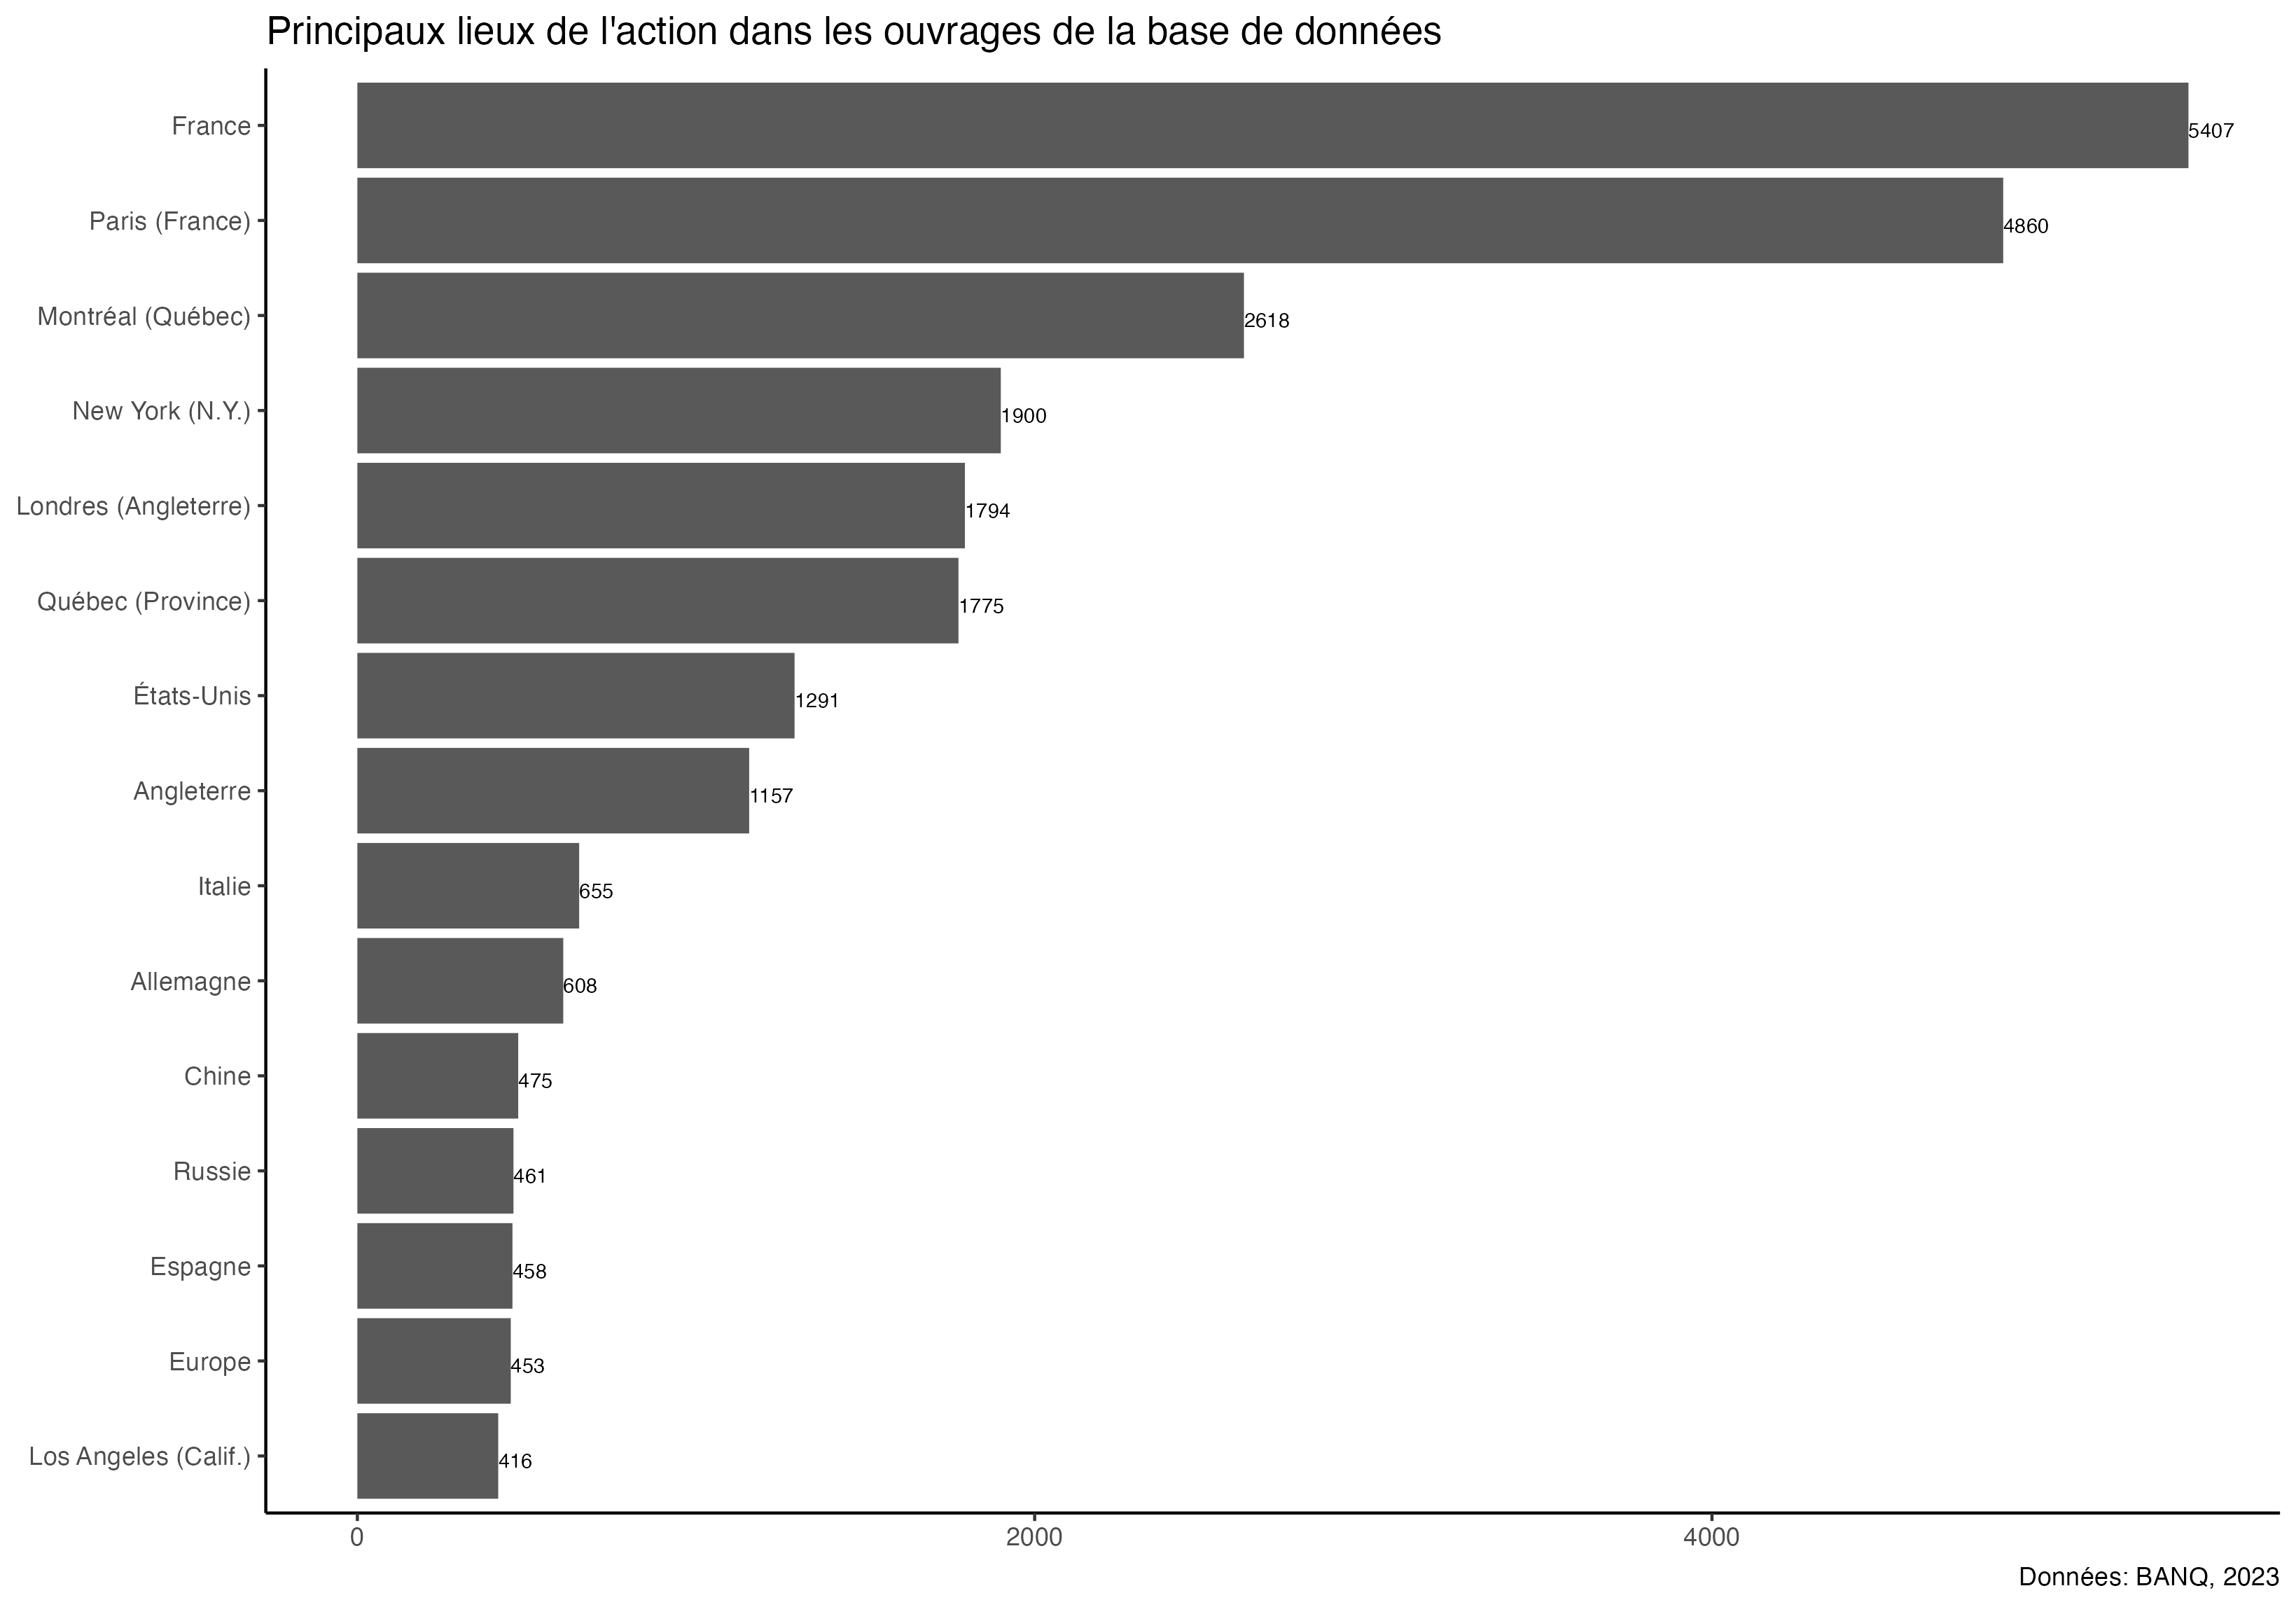 Principaux lieux de l'action dans les ouvrages de la base de données
France 5407
Paris (France) 4860
Montréal (Québec) 2618
New York (N.Y.) 1900
Londres (Angleterre) 1794
Québec (Province) 1775
États-Unis 1291
Angleterre 1157
Italie 655
Allemagne 608
Chine 475
Russie 461
Espagne 458
Europe 453
Los Angeles (Calif.) 416
0 2000 4000
Données: BANQ, 2023